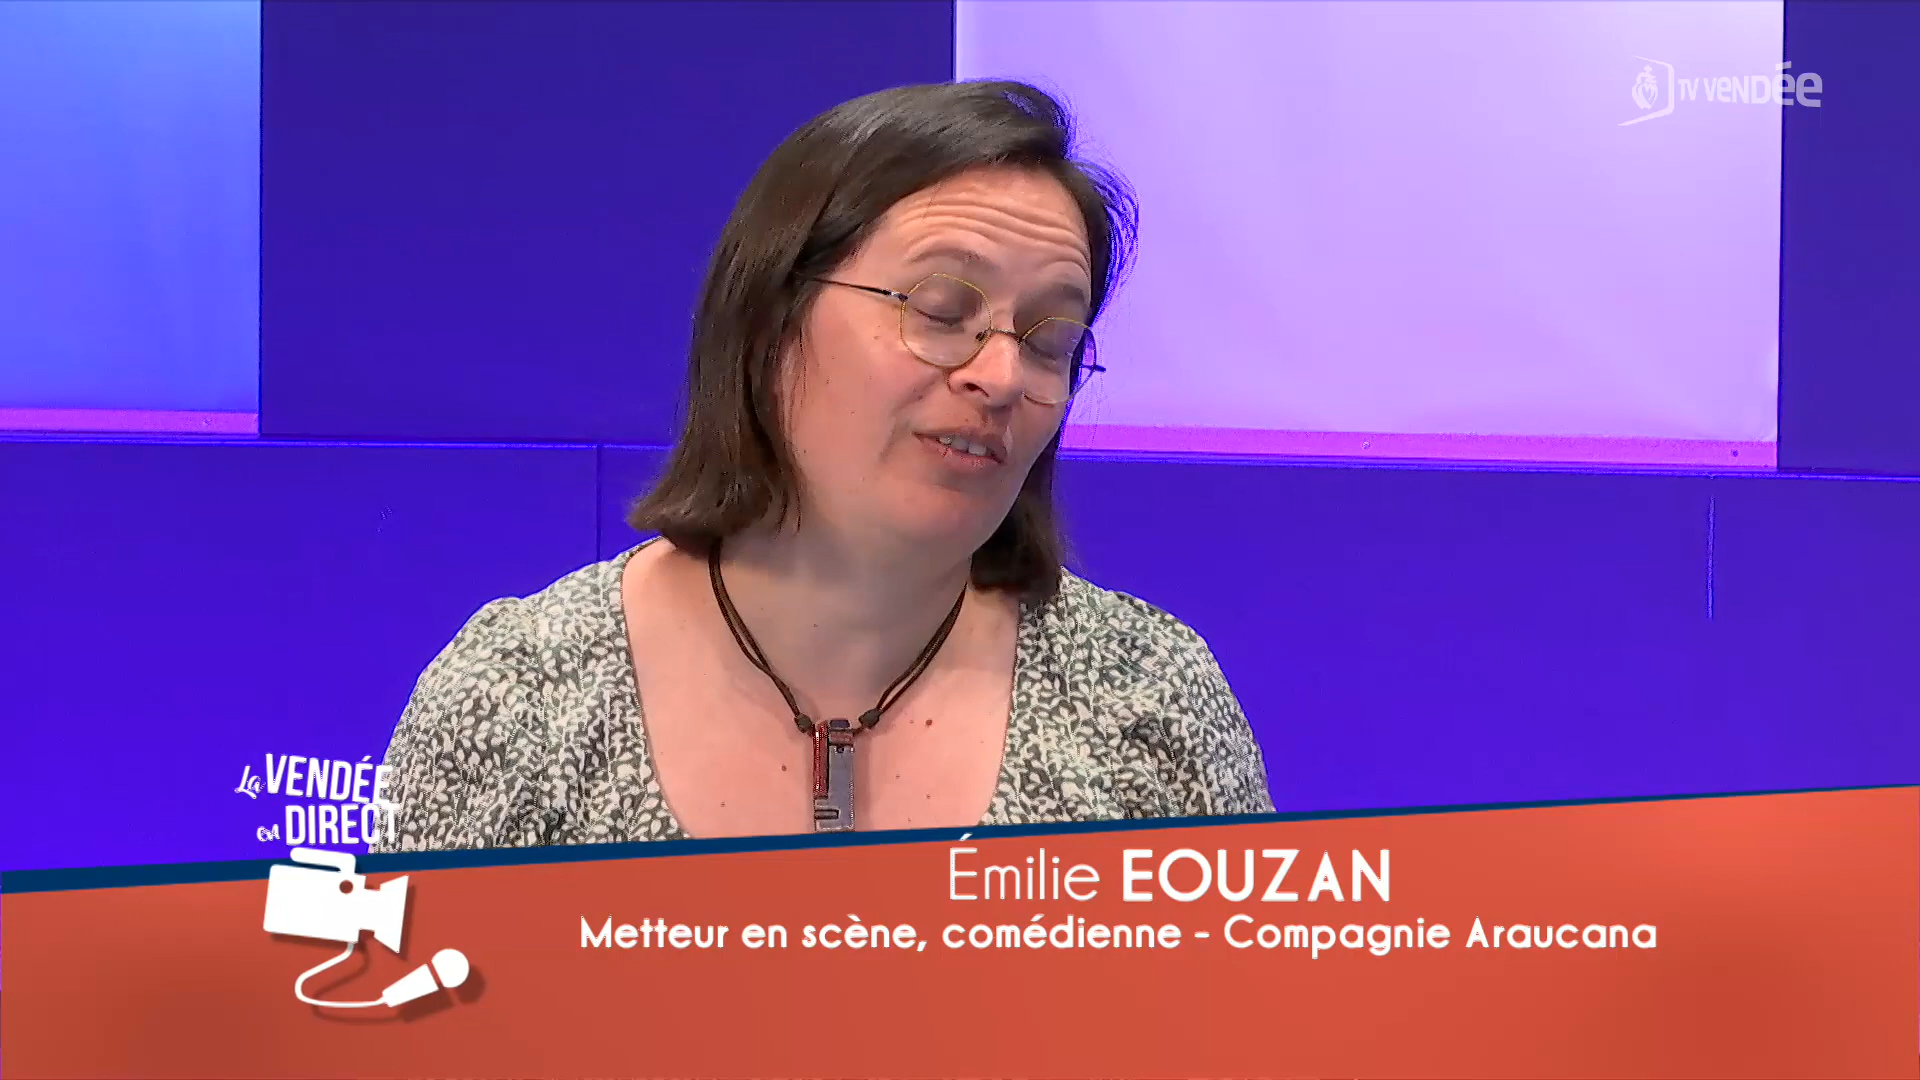 TV VENDÉE
La VENDÉE
en DIRECT
Émilie EOUZAN
Metteur en scène, comédienne - Compagnie Araucana